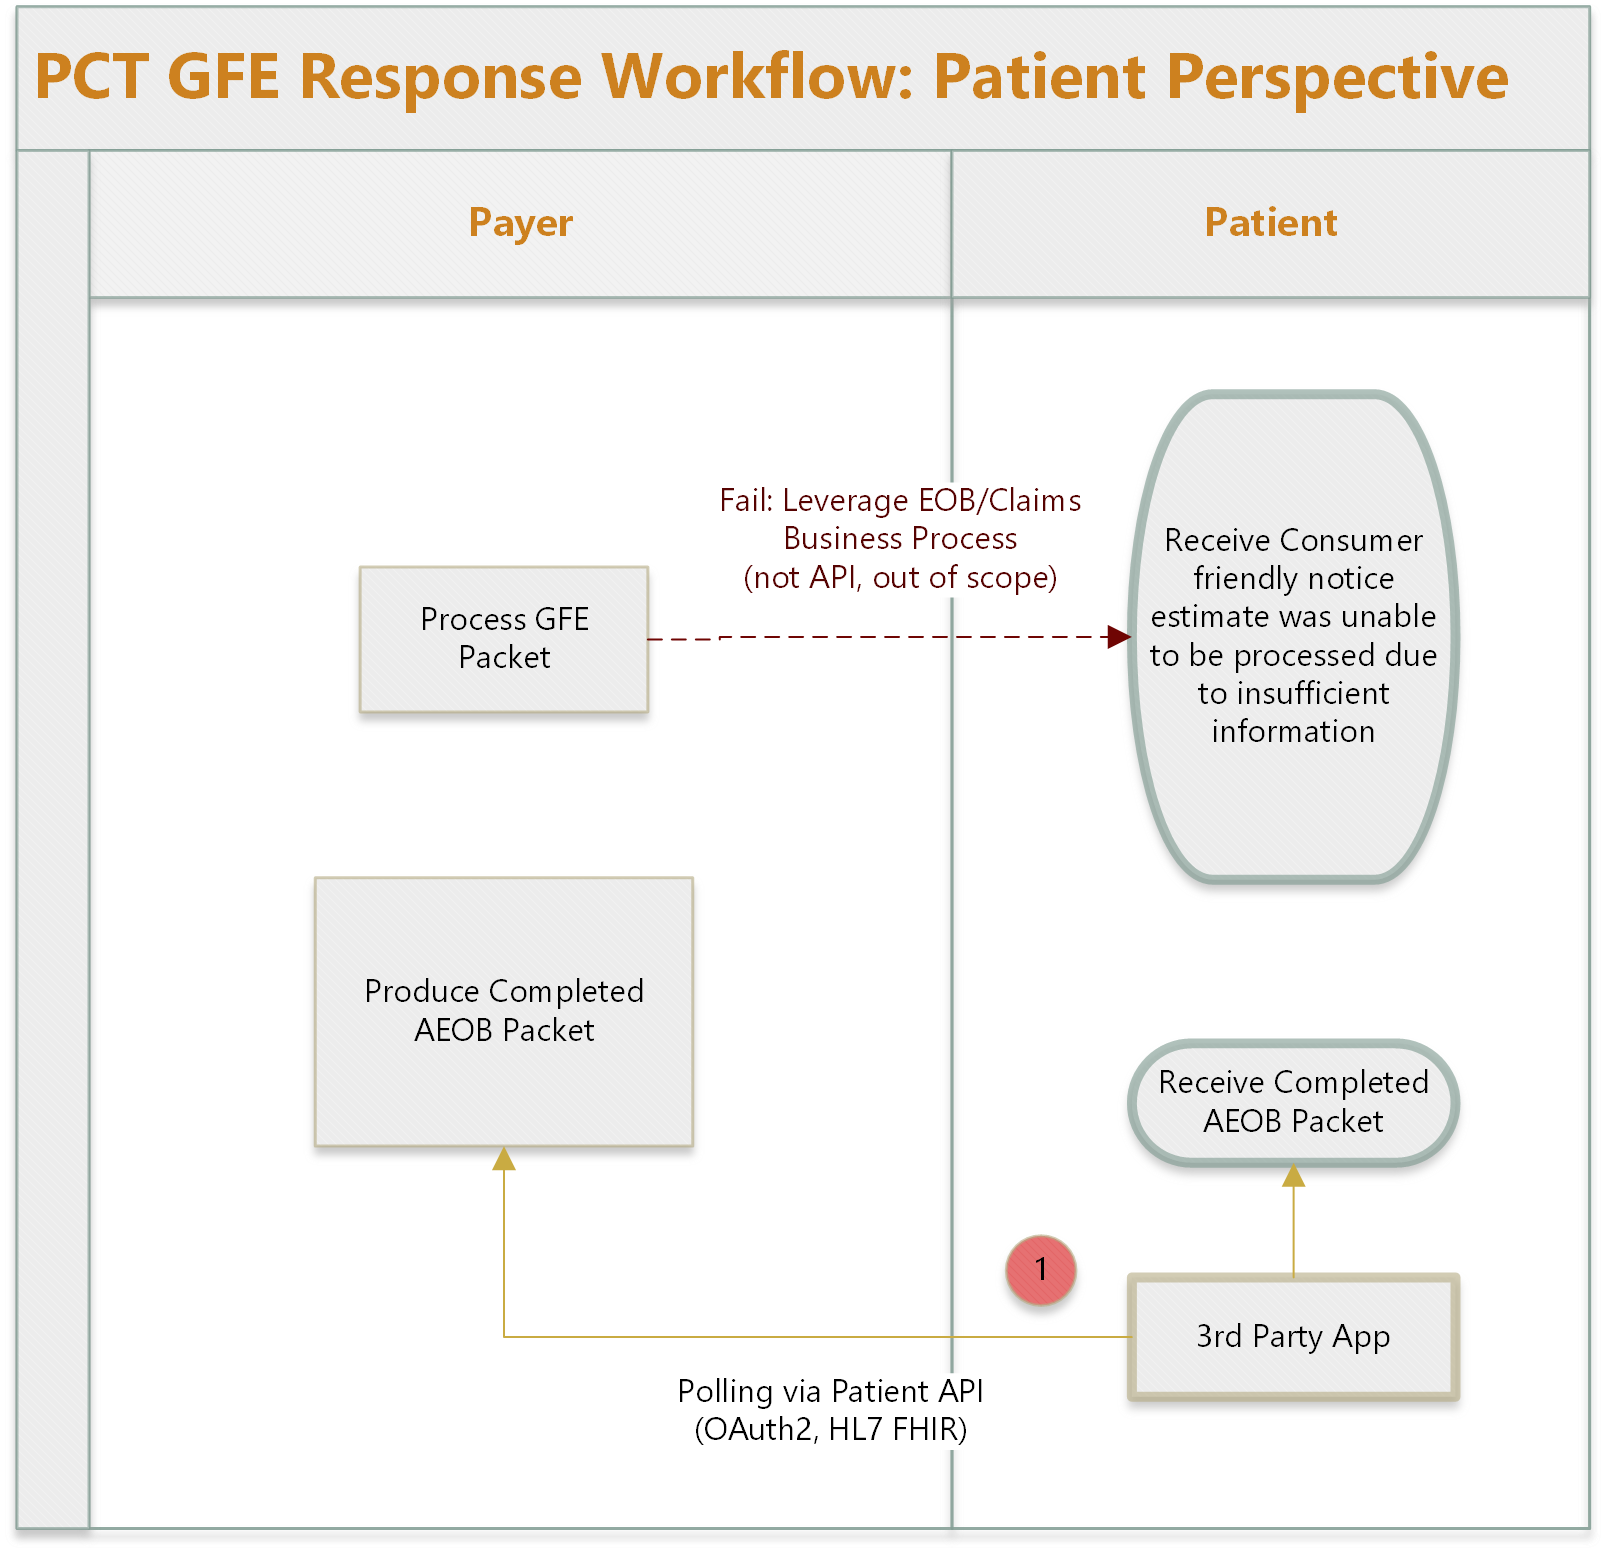 PCT GFE Response Workflow: Patient Perspective
Payer
Patient
Fail: Leverage EOB/Claims
Business Process
(not API, out of scope)
Process GFE
Packet
Receive Consumer
friendly notice
estimate was unable
to be processed due
to insufficient
information
Produce Completed
AEOB Packet
Receive Completed
AEOB Packet
1
3rd Party App
Polling via Patient API
(OAuth2, HL7 FHIR)